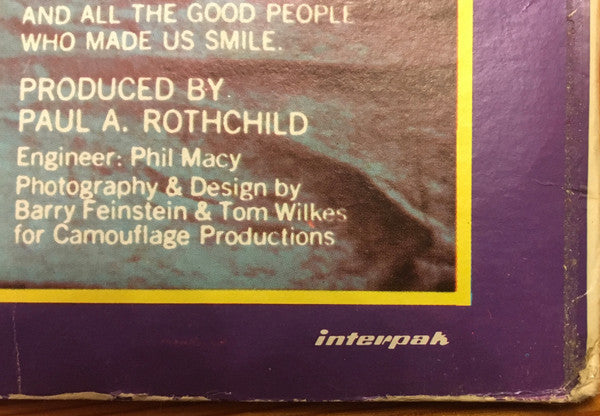 AND ALL THE GOOD PEOPLE
WHO MADE US SMILE.
PRODUCED BY
PAUL A. ROTHCHILD
Engineer: Phil Macy
Photography & Design by
Barry Feinstein & Tom Wilkes
for Camouflage Productions
interpak